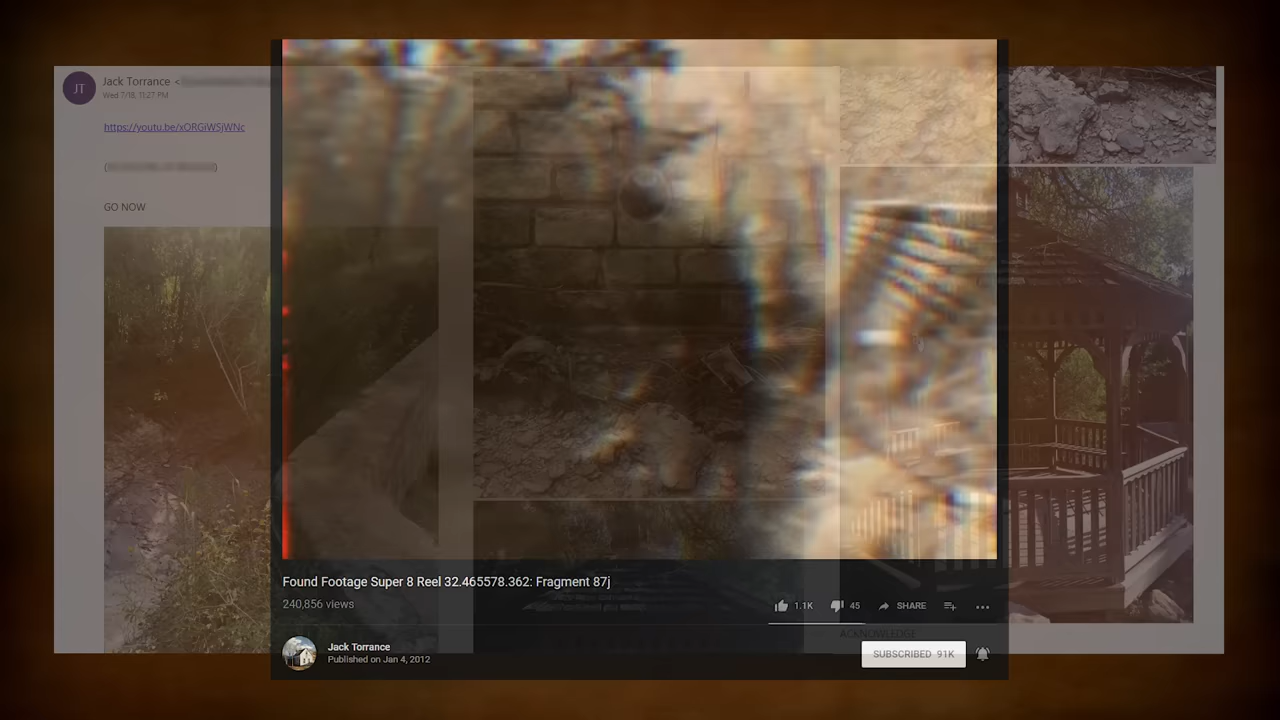 JT
Jack Torrance <
Wed 7/18, 11:27 PM
https://youtu.be/xORGiWSjWNc
GO NOW
Found Footage Super 8 Reel 32.465578.362: Fragment 87j
240,856 views
1.1K
45
SHARE
ACKNOWLEDGE
Jack Torrance
Published on Jan 4, 2012
SUBSCRIBED 91K